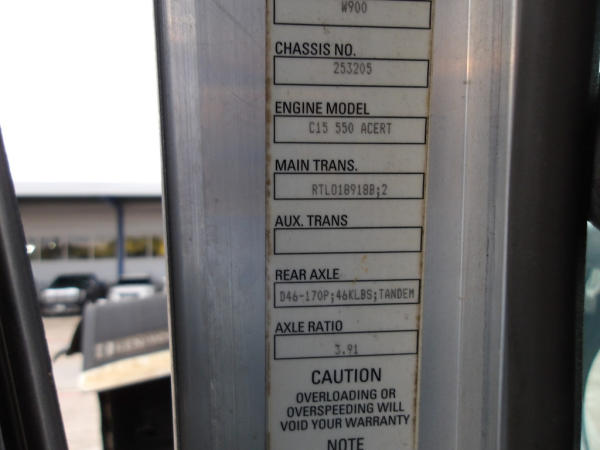 W900
CHASSIS NO.
253205
ENGINE MODEL
C15 550 ACERT
MAIN TRANS.
RTLO18918B;2
AUX. TRANS
REAR AXLE
D46-170P;46KLBS;TANDEM
AXLE RATIO
3.91
CAUTION
OVERLOADING OR
OVERSPEEDING WILL
VOID YOUR WARRANTY
NOTE